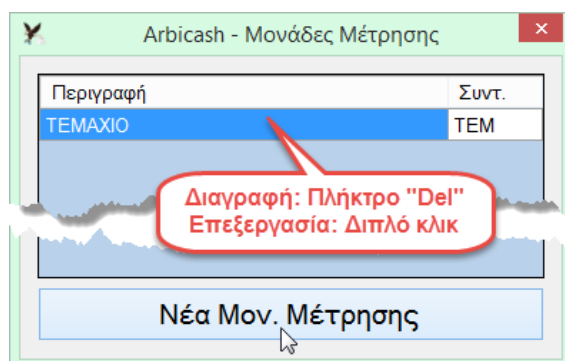 Arbicash - Μονάδες Μέτρησης
Περιγραφή Συντ.
ΤΕΜΑΧΙΟ ΤΕΜ
Διαγραφή: Πλήκτρο "Del"
Επεξεργασία: Διπλό κλικ
Νέα Μον. Μέτρησης